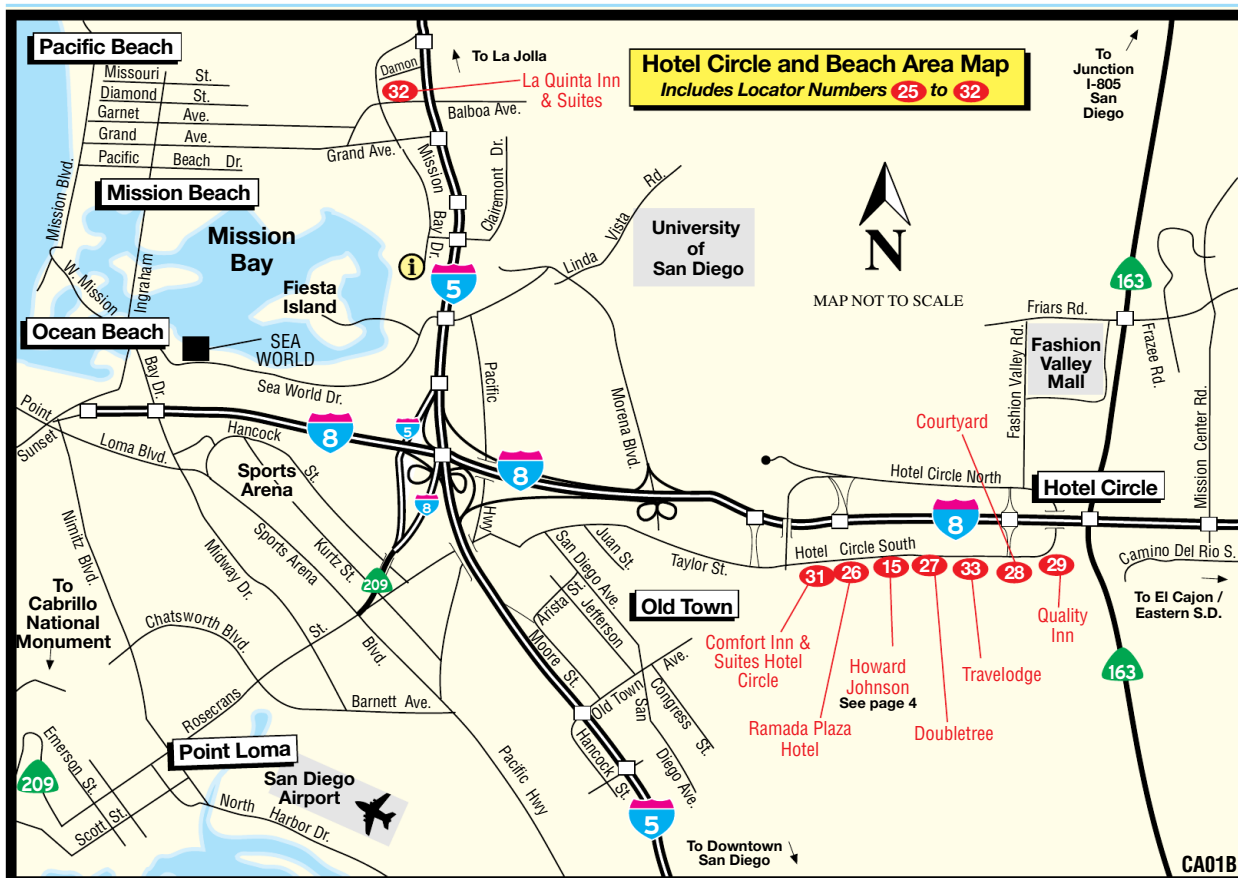 Pacific Beach
Missouri St.
Diamond St.
Garnet Ave.
Grand Ave.
Pacific Beach Dr.
Mission Blvd.
Mission Beach
Mission
Bay
W. Mission
Bay Dr.
Ingraham
Fiesta
Island
Ocean Beach
SEA
WORLD
Sea World Dr.
Damon
32
La Quinta Inn
& Suites
To La Jolla
Balboa Ave.
Grand Ave.
Mission Bay Dr.
Clairemont Dr.
i
5
Hotel Circle and Beach Area Map
Includes Locator Numbers 25 to 32
To
Junction
I-805
San
Diego
Linda Vista Rd.
University
of
San Diego
N
MAP NOT TO SCALE
163
Friars Rd.
Frazee Rd.
Fashion Valley Rd.
Fashion
Valley
Mall
Mission Center Rd.
Pacific Hwy
Morena Blvd.
Courtyard
Point
Loma Blvd.
Sunset
Hancock St.
8
5
8
8
Sports
Arena
Hotel Circle North
Hotel Circle
8
Hotel Circle South
Camino Del Rio S.
To El Cajon /
Eastern S.D.
Nimitz Blvd.
Midway Dr.
Sports Arena Blvd.
Kurtz St.
209
Juan St.
San Diego Ave.
Taylor St.
Jefferson
Arista St.
Moore St.
Old Town
31
26
15
27
33
28
29
Comfort Inn &
Suites Hotel
Circle
Ramada Plaza
Hotel
Howard
Johnson
See page 4
Doubletree
Travelodge
Quality
Inn
163
To
Cabrillo
National
Monument
Chatsworth Blvd.
Rosecrans St.
Barnett Ave.
Old Town Ave.
Congress St.
San Diego Ave.
Hancock St.
Pacific Hwy
Point Loma
Emerson St.
Scott St.
209
San Diego
Airport
North Harbor Dr.
5
To Downtown
San Diego
CA01B